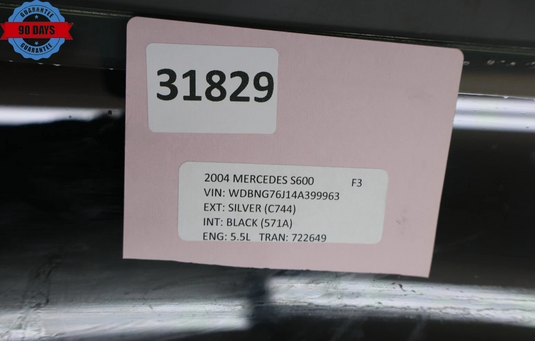 GUARANTEE
90 DAYS
GUARANTEE
31829
2004 MERCEDES S600 F3
VIN: WDBNG76J14A399963
EXT: SILVER (C744)
INT: BLACK (571A)
ENG: 5.5L TRAN: 722649